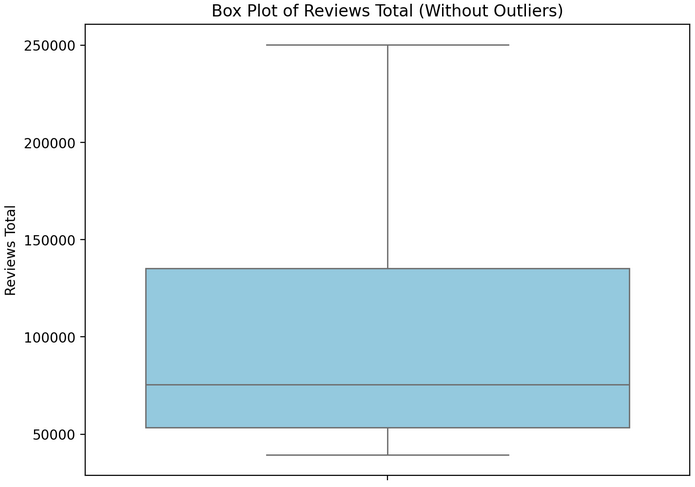 Box Plot of Reviews Total (Without Outliers)
250000
200000
150000
100000
50000
Reviews Total